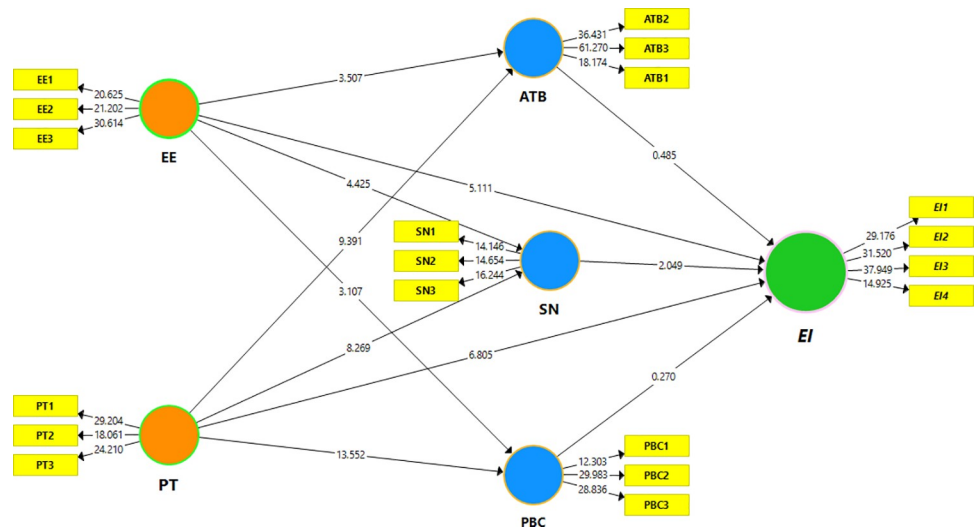 EE1
EE2
EE3
20.625
21.202
30.614
EE
3.507
ATB
36.431
61.270
18.174
ATB2
ATB3
ATB1
0.485
4.425
5.111
9.391
3.107
SN1
SN2
SN3
14.146
14.654
16.244
SN
2.049
EI
29.176
31.520
37.949
14.925
EI1
EI2
EI3
EI4
8.269
6.805
0.270
PT1
PT2
PT3
29.204
18.061
24.210
PT
13.552
PBC
12.303
29.983
28.836
PBC1
PBC2
PBC3